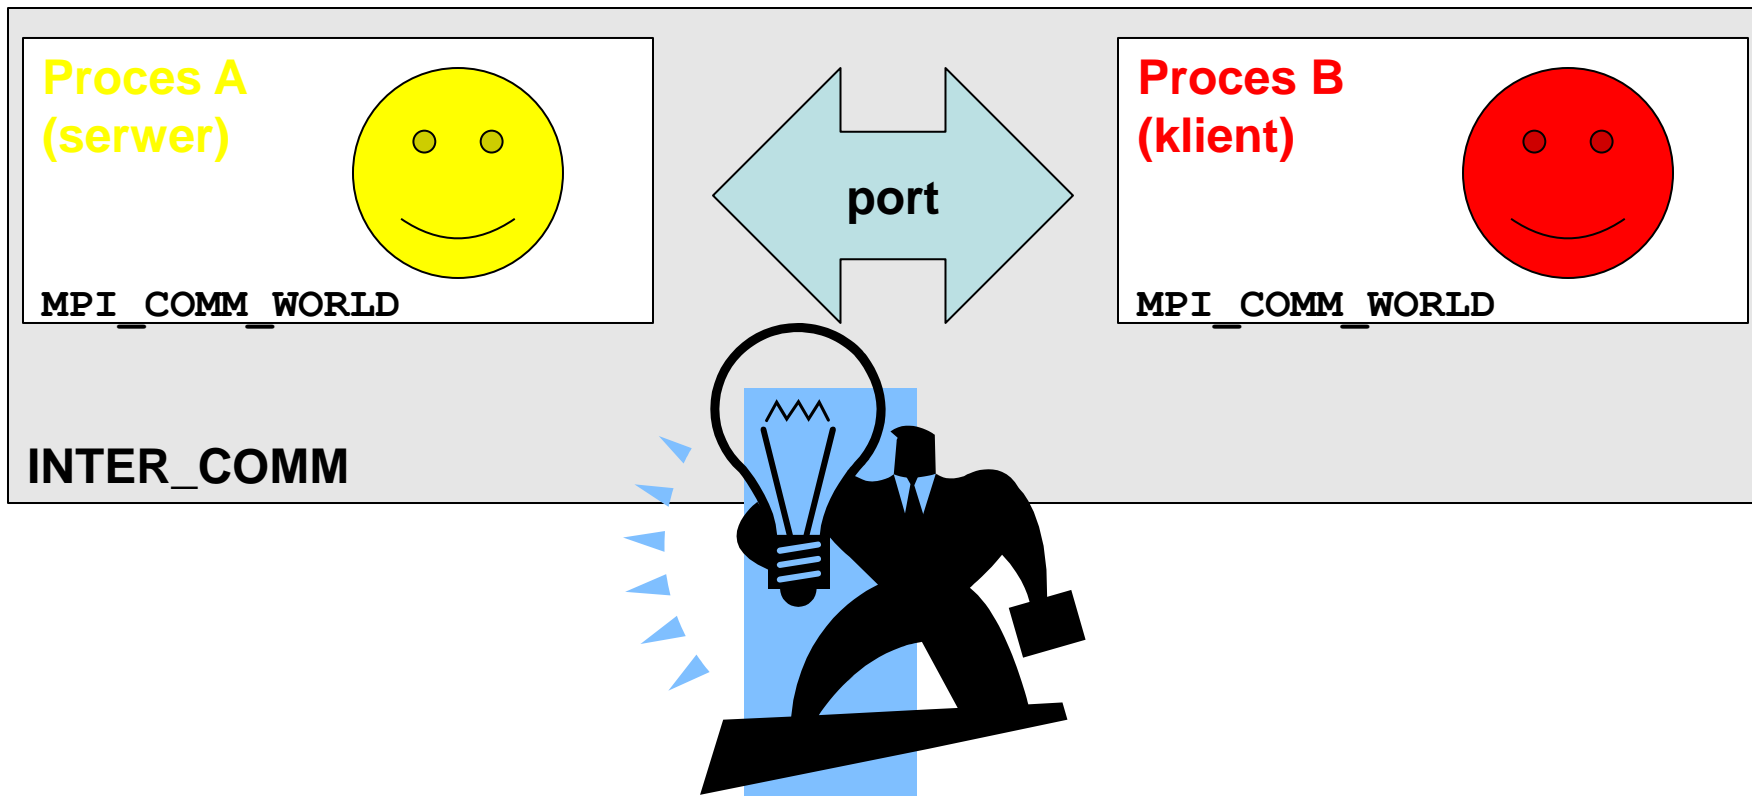 Proces A
(serwer)
MPI_COMM_WORLD
port
Proces B
(klient)
MPI_COMM_WORLD
INTER_COMM